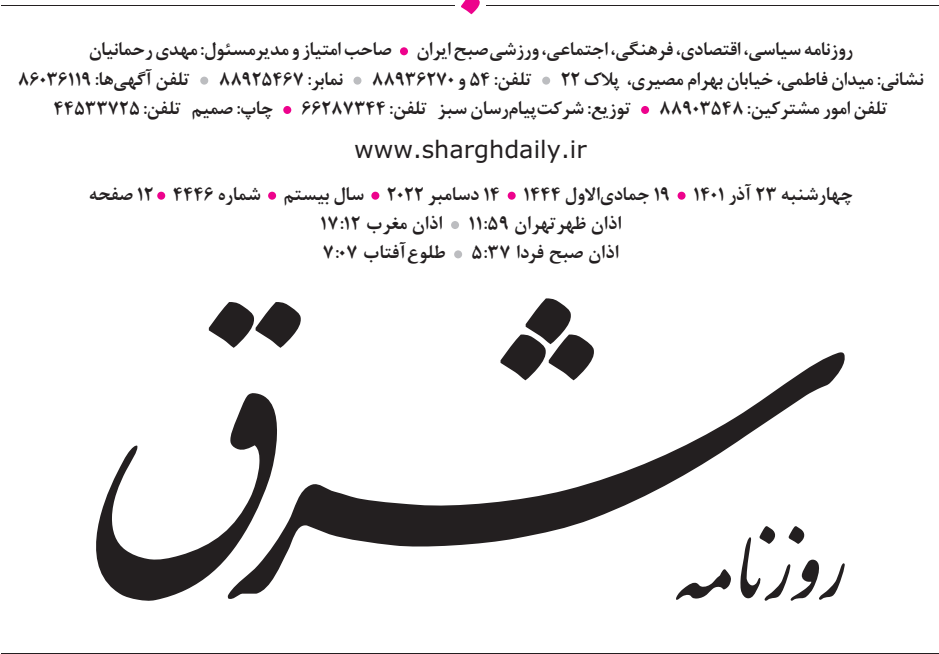 روزنامه سیاسی، اقتصادی، فرهنگی، اجتماعی، ورزشی صبح ایران • صاحب امتیاز و مدیر مسئول: مهدی رحمانیان
نشانی: میدان فاطمی، خیابان بهرام مصیری، پلاک ۲۲ • تلفن: ۵۴ و ۸۸۹۳۶۲۷۰ • نمابر: ۸۸۹۲۵۴۶۷ • تلفن آگهی‌ها: ۸۶۰۳۶۱۱۹
تلفن امور مشترکین: ۸۸۹۰۳۵۴۸ • توزیع: شرکت پیام‌رسان سبز تلفن: ۶۶۲۸۷۳۴۴ • چاپ: صمیم تلفن: ۴۴۵۳۳۷۲۵
www.sharghdaily.ir
چهارشنبه ۲۳ آذر ۱۴۰۱ • ۱۹ جمادی‌الاول ۱۴۴۴ • ۱۴ دسامبر ۲۰۲۲ • سال بیستم • شماره ۴۴۴۶ • ۱۲ صفحه
اذان ظهر تهران ۱۱:۵۹ • اذان مغرب ۱۷:۱۲
اذان صبح فردا ۵:۳۷ • طلوع آفتاب ۷:۰۷
روزنامه
شرق